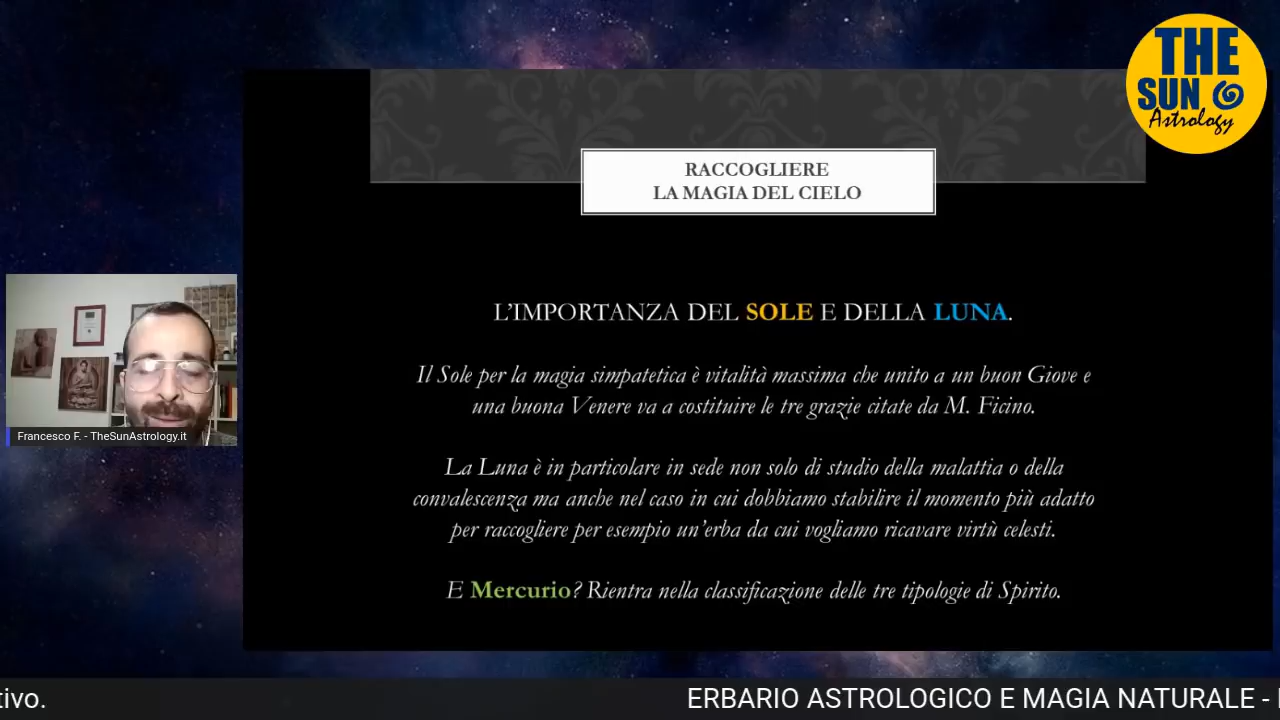 THE
SUN
Astrology
RACCOGLIERE
LA MAGIA DEL CIELO
L'IMPORTANZA DEL SOLE E DELLA LUNA.
Il Sole per la magia simpatetica è vitalità massima che unito a un buon Giove e
una buona Venere va a costituire le tre grazie citate da M. Ficino.
La Luna è in particolare in sede non solo di studio della malattia o della
convalescenza ma anche nel caso in cui dobbiamo stabilire il momento più adatto
per raccogliere per esempio un'erba da cui vogliamo ricavare virtù celesti.
E Mercurio? Rientra nella classificazione delle tre tipologie di Spirito.
Francesco F. - TheSunAstrology.it
tivo. ERBARIO ASTROLOGICO E MAGIA NATURALE -